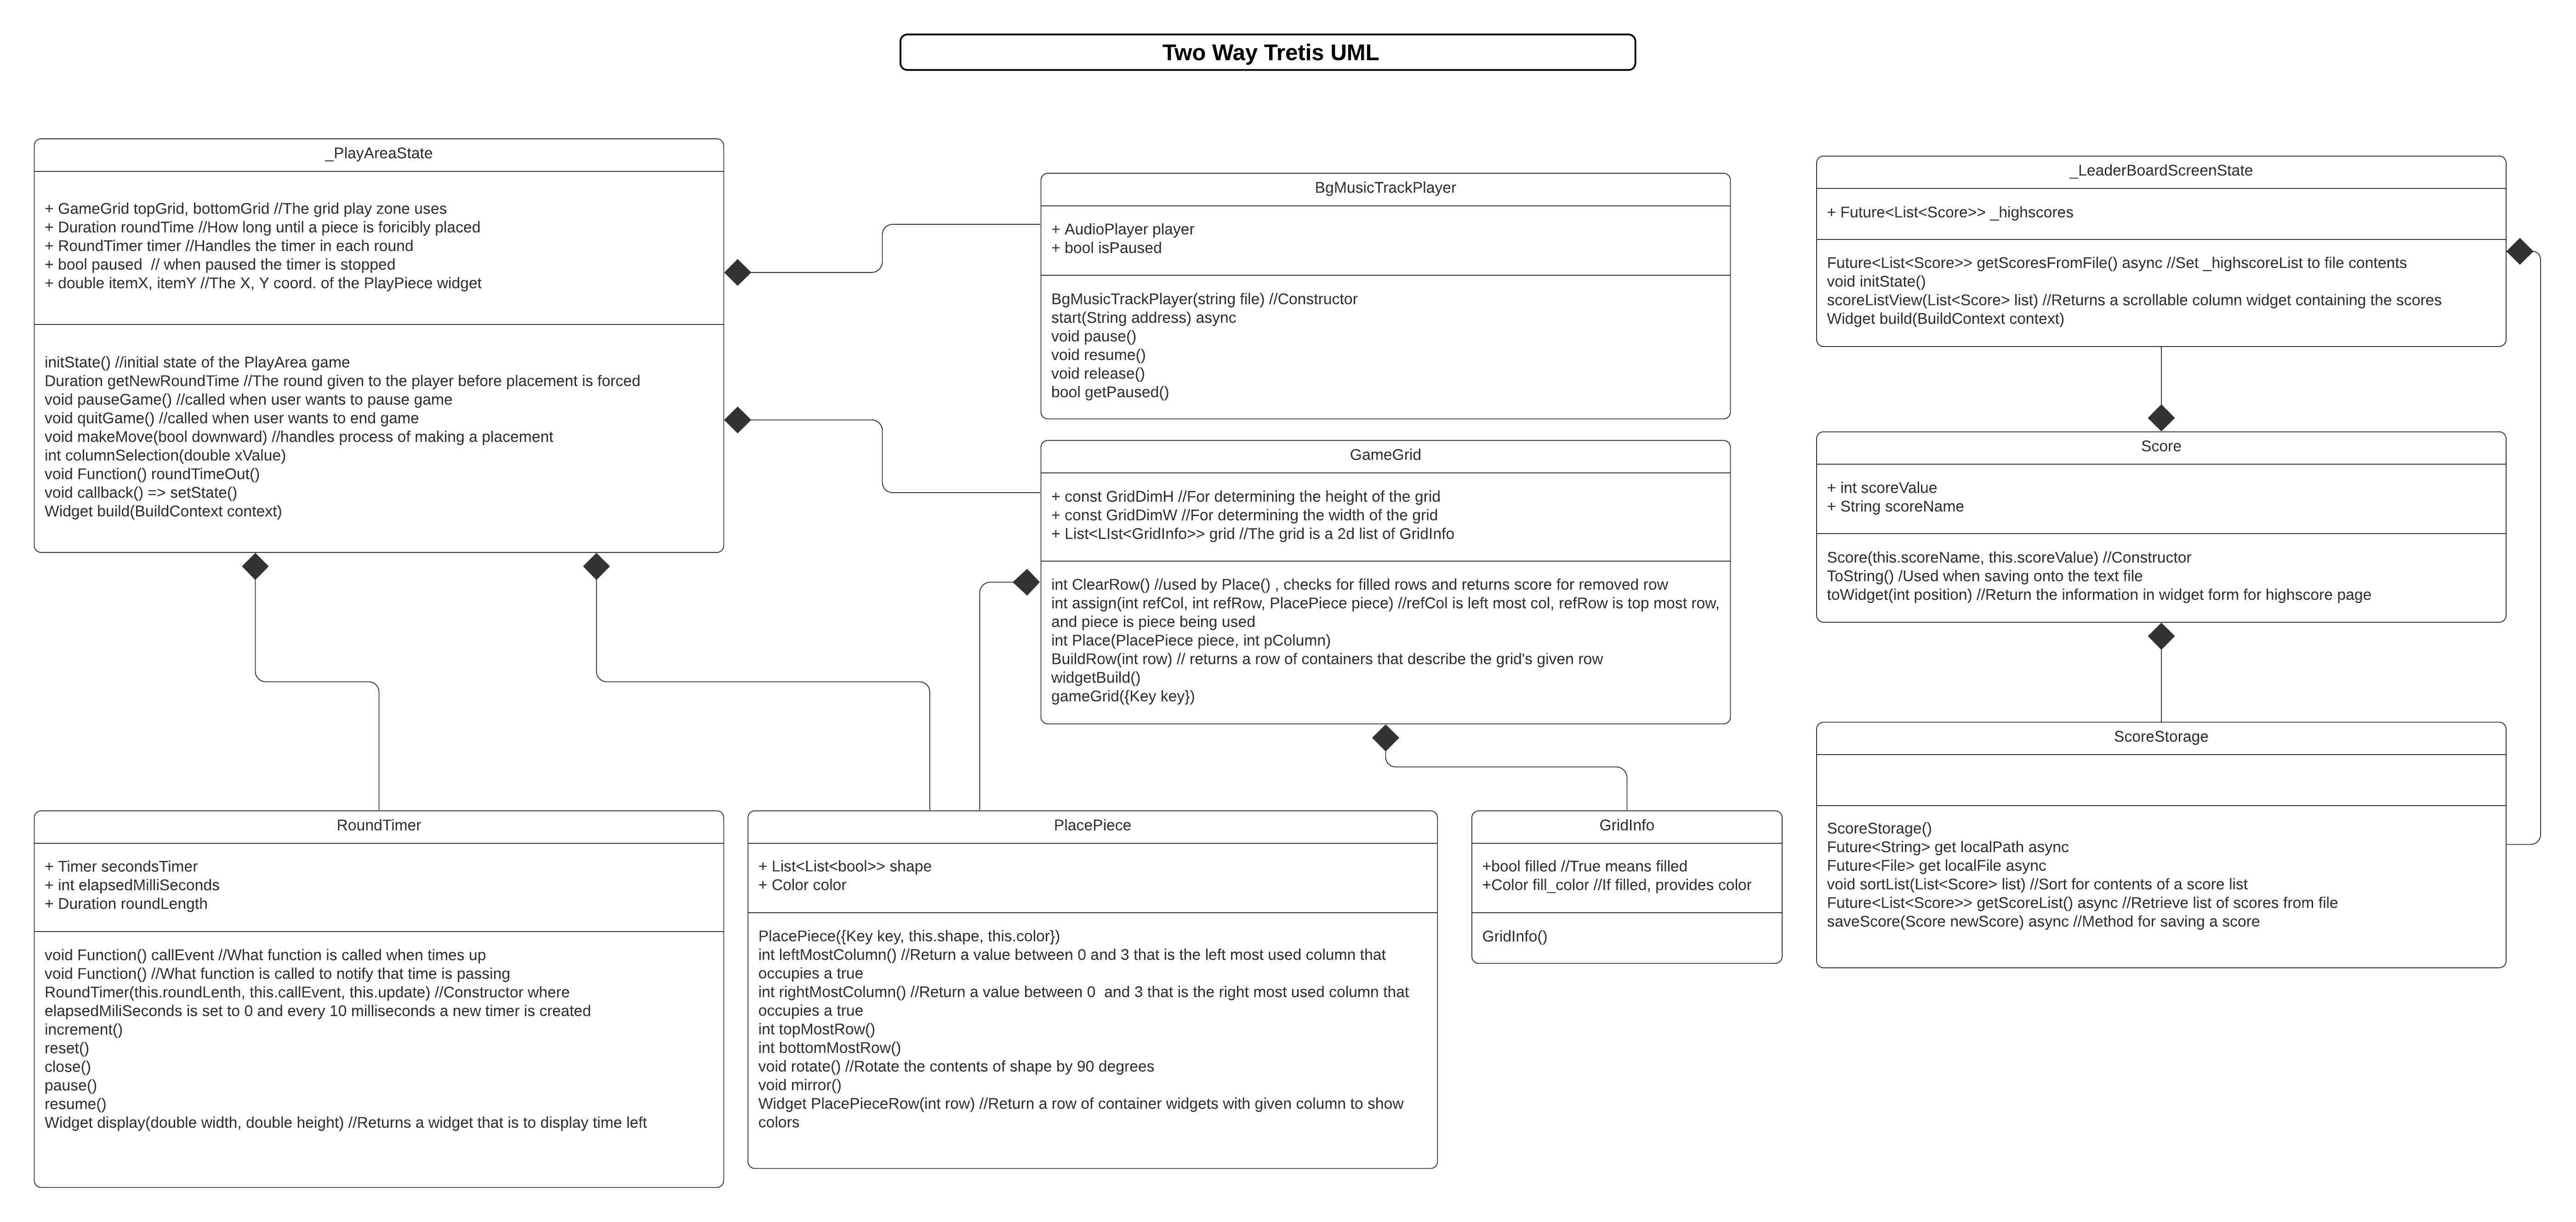 Two Way Tretis UML
_PlayAreaState
+ GameGrid topGrid, bottomGrid //The grid play zone uses
+ Duration roundTime //How long until a piece is foricibly placed
+ RoundTimer timer //Handles the timer in each round
+ bool paused  // when paused the timer is stopped
+ double itemX, itemY //The X, Y coord. of the PlayPiece widget
initState() //initial state of the PlayArea game
Duration getNewRoundTime //The round given to the player before placement is forced
void pauseGame() //called when user wants to pause game
void quitGame() //called when user wants to end game
void makeMove(bool downward) //handles process of making a placement
int columnSelection(double xValue)
void Function() roundTimeOut()
void callback() => setState()
Widget build(BuildContext context)
BgMusicTrackPlayer
+ AudioPlayer player
+ bool isPaused
BgMusicTrackPlayer(string file) //Constructor
start(String address) async
void pause()
void resume()
void release()
bool getPaused()
GameGrid
+ const GridDimH //For determining the height of the grid
+ const GridDimW //For determining the width of the grid
+ List<LIst<GridInfo>> grid //The grid is a 2d list of GridInfo
int ClearRow() //used by Place() , checks for filled rows and returns score for removed row
int assign(int refCol, int refRow, PlacePiece piece) //refCol is left most col, refRow is top most row,
and piece is piece being used
int Place(PlacePiece piece, int pColumn)
BuildRow(int row) // returns a row of containers that describe the grid's given row
widgetBuild()
gameGrid({Key key})
_LeaderBoardScreenState
+ Future<List<Score>> _highscores
Future<List<Score>> getScoresFromFile() async //Set _highscoreList to file contents
void initState()
scoreListView(List<Score> list) //Returns a scrollable column widget containing the scores
Widget build(BuildContext context)
Score
+ int scoreValue
+ String scoreName
Score(this.scoreName, this.scoreValue) //Constructor
ToString() /Used when saving onto the text file
toWidget(int position) //Return the information in widget form for highscore page
ScoreStorage
ScoreStorage()
Future<String> get localPath async
Future<File> get localFile async
void sortList(List<Score> list) //Sort for contents of a score list
Future<List<Score>> getScoreList() async //Retrieve list of scores from file
saveScore(Score newScore) async //Method for saving a score
RoundTimer
+ Timer secondsTimer
+ int elapsedMilliSeconds
+ Duration roundLength
void Function() callEvent //What function is called when times up
void Function() //What function is called to notify that time is passing
RoundTimer(this.roundLenth, this.callEvent, this.update) //Constructor where
elapsedMiliSeconds is set to 0 and every 10 milliseconds a new timer is created
increment()
reset()
close()
pause()
resume()
Widget display(double width, double height) //Returns a widget that is to display time left
PlacePiece
+ List<List<bool>> shape
+ Color color
PlacePiece({Key key, this.shape, this.color})
int leftMostColumn() //Return a value between 0 and 3 that is the left most used column that
occupies a true
int rightMostColumn() //Return a value between 0  and 3 that is the right most used column that
occupies a true
int topMostRow()
int bottomMostRow()
void rotate() //Rotate the contents of shape by 90 degrees
void mirror()
Widget PlacePieceRow(int row) //Return a row of container widgets with given column to show
colors
GridInfo
+bool filled //True means filled
+Color fill_color //If filled, provides color
GridInfo()